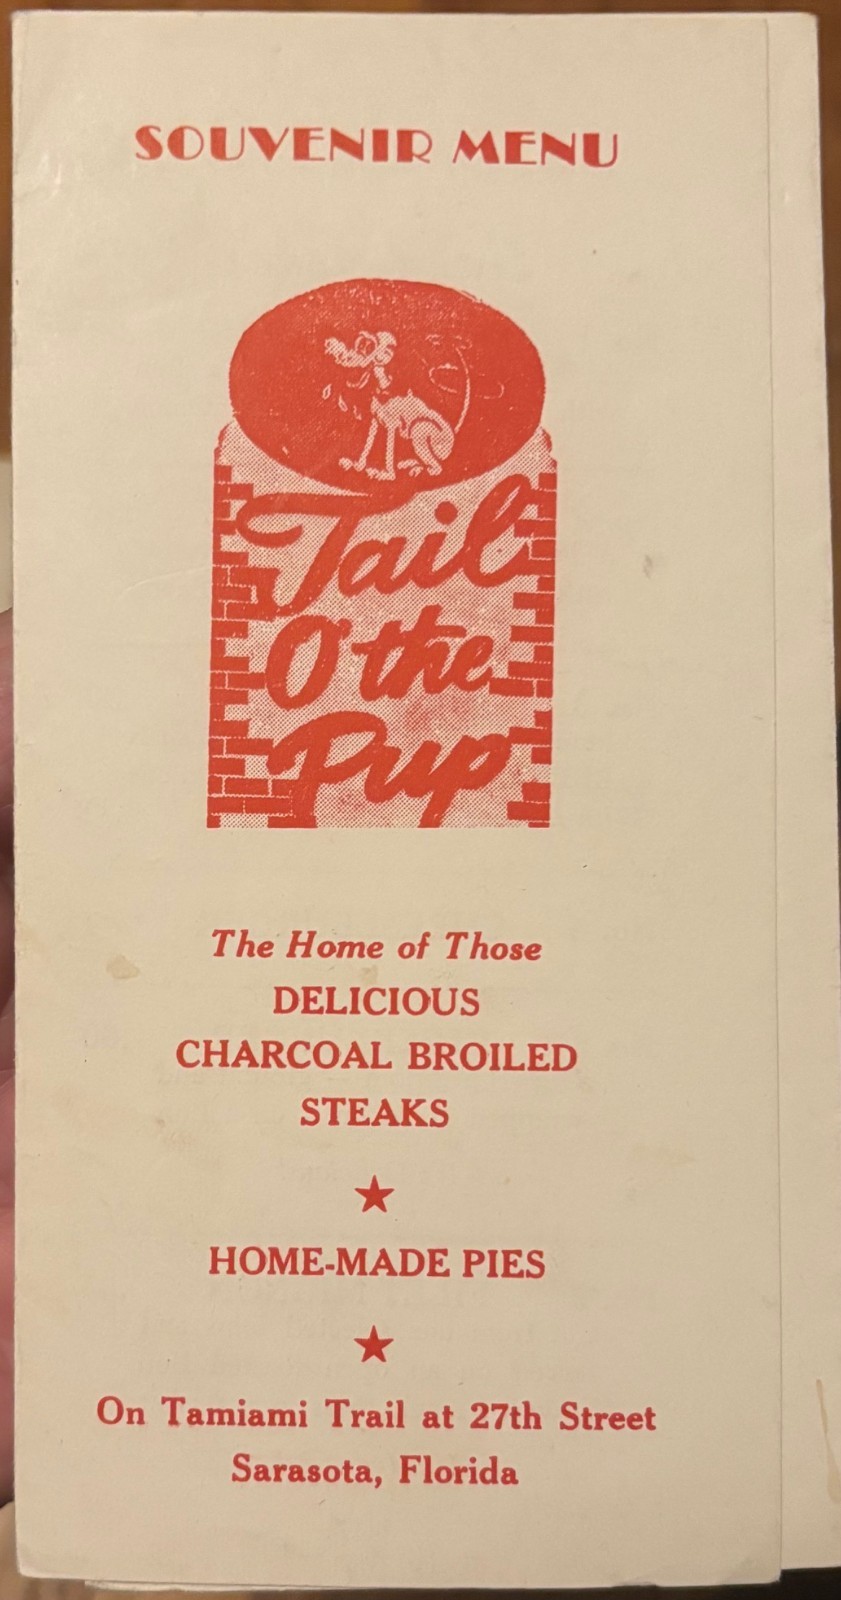 SOUVENIR MENU
Tail
O' the
Pup
The Home of Those
DELICIOUS
CHARCOAL BROILED
STEAKS
HOME-MADE PIES
On Tamiami Trail at 27th Street
Sarasota, Florida